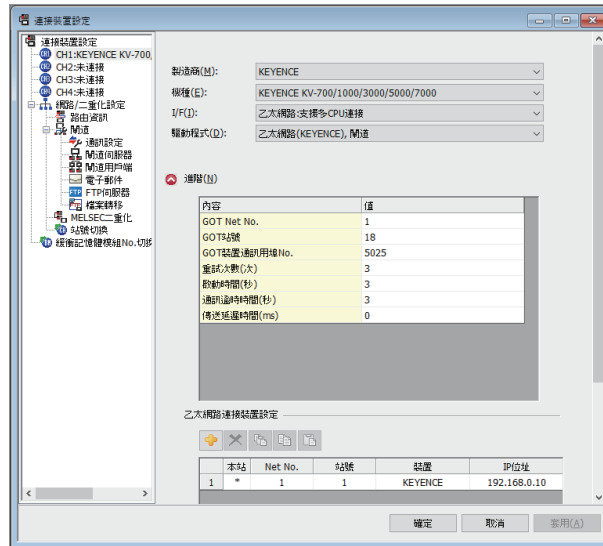 連接裝置設定
連接裝置設定
CH1:KEYENCE KV-700,
CH2:未連接
CH3:未連接
CH4:未連接
網路/二重化設定
路由資訊
閘道
通訊設定
閘道伺服器
閘道用戶端
電子郵件
FTP伺服器
檔案轉移
MELSEC二重化
站號切換
緩衝記憶體模組No.切換
製造商(M): KEYENCE
機種(E): KEYENCE KV-700/1000/3000/5000/7000
I/F(I): 乙太網路:支援多CPU連接
驅動程式(D): 乙太網路(KEYENCE), 閘道
進階(N)
內容 值
GOT Net No. 1
GOT站號 18
GOT裝置通訊用埠No. 5025
重試次數(次) 3
啟動時間(秒) 3
通訊逾時時間(秒) 3
傳送延遲時間(ms) 0
乙太網路連接裝置設定
本站 Net No. 站號 裝置 IP位址
1 * 1 1 KEYENCE 192.168.0.10
確定 取消 套用(A)